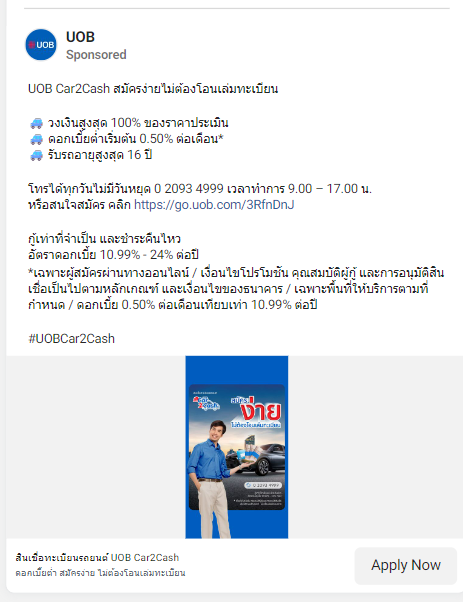 UOB
UOB
Sponsored
UOB Car2Cash สมัครง่ายไม่ต้องโอนเล่มทะเบียน
วงเงินสูงสุด 100% ของราคาประเมิน
ดอกเบี้ยต่ำเริ่มต้น 0.50% ต่อเดือน*
รับรถอายุสูงสุด 16 ปี
โทรได้ทุกวันไม่มีวันหยุด 0 2093 4999 เวลาทำการ 9.00 – 17.00 น.
หรือสนใจสมัคร คลิก https://go.uob.com/3RfnDnJ
กู้เท่าที่จำเป็น และชำระคืนไหว
อัตราดอกเบี้ย 10.99% - 24% ต่อปี
*เฉพาะผู้สมัครผ่านทางออนไลน์ / เงื่อนไขโปรโมชัน คุณสมบัติผู้กู้ และการอนุมัติสิน
เชื่อเป็นไปตามหลักเกณฑ์ และเงื่อนไขของธนาคาร / เฉพาะพื้นที่ให้บริการตามที่
กำหนด / ดอกเบี้ย 0.50% ต่อเดือนเทียบเท่า 10.99% ต่อปี
#UOBCar2Cash
สมัคร
ง่าย
ไม่ต้องโอนเล่มทะเบียน
0 2093 4999
สินเชื่อทะเบียนรถยนต์ UOB Car2Cash
ดอกเบี้ยต่ำ สมัครง่าย ไม่ต้องโอนเล่มทะเบียน
Apply Now